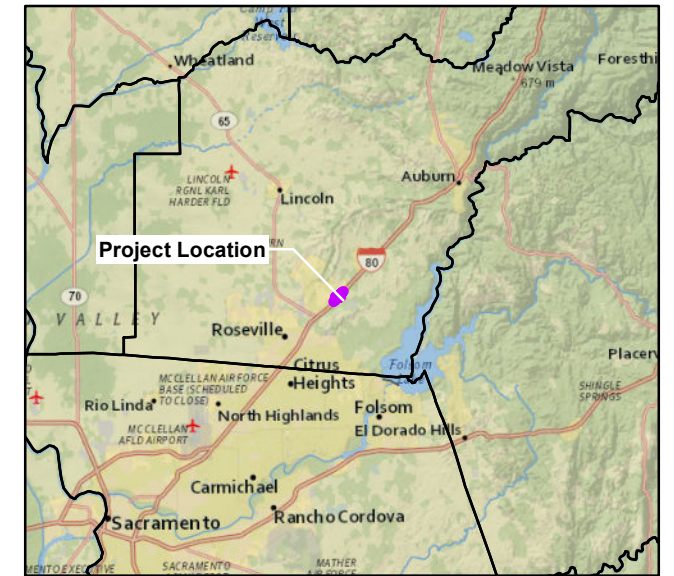 Wheatland
Meadow Vista
679 m
Foresthi
65
LINCOLN
RGNL KARL
HARDER FLD
Lincoln
Auburn
Project Location
80
70
VALLEY
Roseville
Placerv
Citrus
Heights
Folsom
MCCLELLAN AIR FORCE
BASE (SCHEDULED
TO CLOSE)
SHINGLE
SPRINGS
Rio Linda
North Highlands
Folsom
MCCLELLAN
AFLD AIRPORT
El Dorado Hills
Carmichael
Sacramento
Rancho Cordova
MENTO EXECUTIVE
SACRAMENTO
MATHER